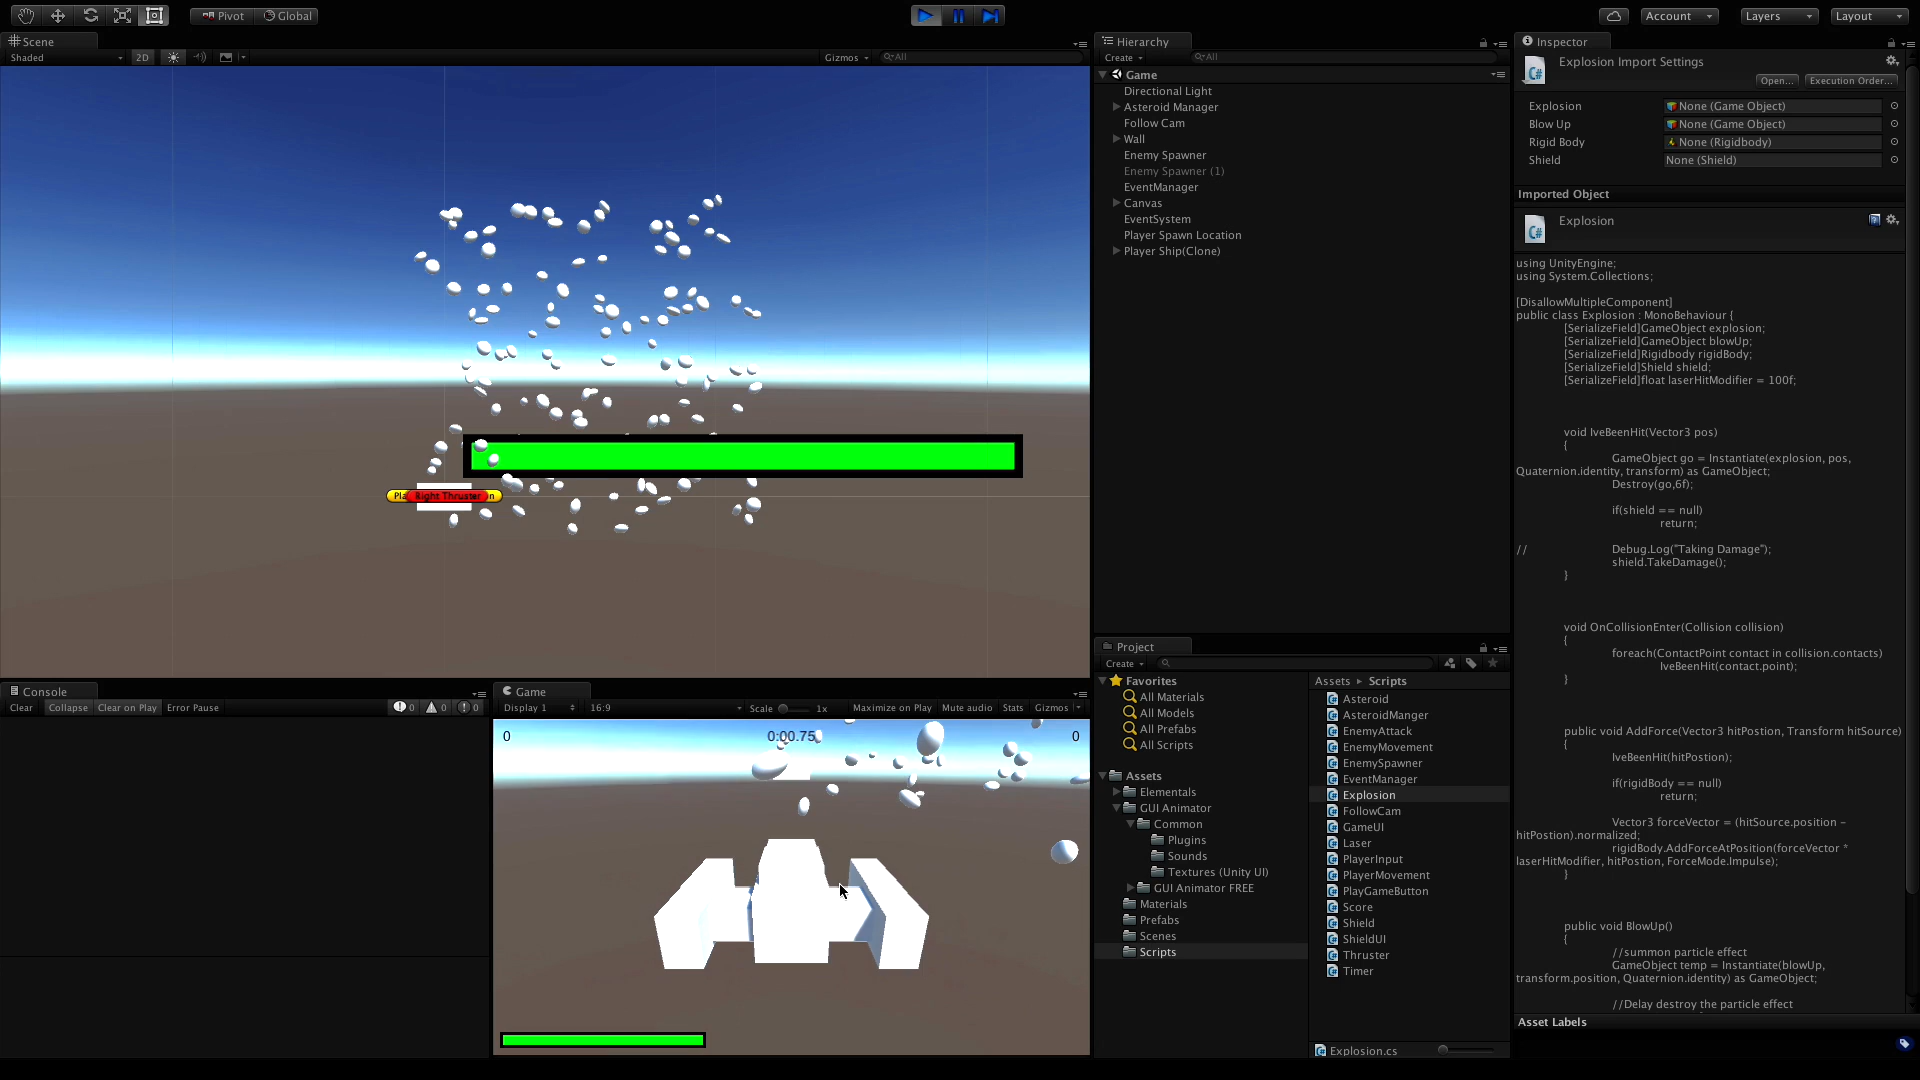 Pivot Global Account Layers Layout
Scene
Shaded 2D Gizmos All
Pla Right Thruster n
Console
Clear Collapse Clear on Play Error Pause 0 0 0
Game
Display 1 16:9 Scale 1x Maximize on Play Mute audio Stats Gizmos
0 0:00.75 0
Hierarchy
Create All
Game
Directional Light
Asteroid Manager
Follow Cam
Wall
Enemy Spawner
Enemy Spawner (1)
EventManager
Canvas
EventSystem
Player Spawn Location
Player Ship(Clone)
Project
Create
Favorites
All Materials
All Models
All Prefabs
All Scripts
Assets
Elementals
GUI Animator
Common
Plugins
Sounds
Textures (Unity UI)
GUI Animator FREE
Materials
Prefabs
Scenes
Scripts
Assets Scripts
C# Asteroid
C# AsteroidManger
C# EnemyAttack
C# EnemyMovement
C# EnemySpawner
C# EventManager
C# Explosion
C# FollowCam
C# GameUI
C# Laser
C# PlayerInput
C# PlayerMovement
C# PlayGameButton
C# Score
C# Shield
C# ShieldUI
C# Thruster
C# Timer
C# Explosion.cs
Inspector
C# Explosion Import Settings
Open... Execution Order...
Explosion None (Game Object)
Blow Up None (Game Object)
Rigid Body None (Rigidbody)
Shield None (Shield)
Imported Object
C# Explosion
using UnityEngine;
using System.Collections;
[DisallowMultipleComponent]
public class Explosion : MonoBehaviour {
[SerializeField]GameObject explosion;
[SerializeField]GameObject blowUp;
[SerializeField]Rigidbody rigidBody;
[SerializeField]Shield shield;
[SerializeField]float laserHitModifier = 100f;
void IveBeenHit(Vector3 pos)
{
GameObject go = Instantiate(explosion, pos,
Quaternion.identity, transform) as GameObject;
Destroy(go,6f);
if(shield == null)
return;
// Debug.Log("Taking Damage");
shield.TakeDamage();
}
void OnCollisionEnter(Collision collision)
{
foreach(ContactPoint contact in collision.contacts)
IveBeenHit(contact.point);
}
public void AddForce(Vector3 hitPostion, Transform hitSource)
{
IveBeenHit(hitPostion);
if(rigidBody == null)
return;
Vector3 forceVector = (hitSource.position -
hitPostion).normalized;
rigidBody.AddForceAtPosition(forceVector *
laserHitModifier, hitPostion, ForceMode.Impulse);
}
public void BlowUp()
{
//summon particle effect
GameObject temp = Instantiate(blowUp,
transform.position, Quaternion.identity) as GameObject;
//Delay destroy the particle effect
Asset Labels